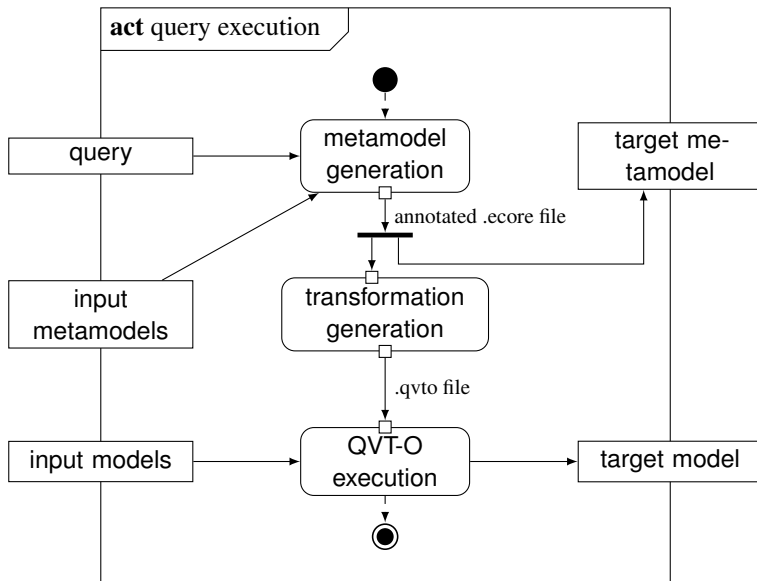 act query execution
query
metamodel
generation
target me-
tamodel
annotated .ecore file
input
metamodels
transformation
generation
.qvto file
input models
QVT-O
execution
target model